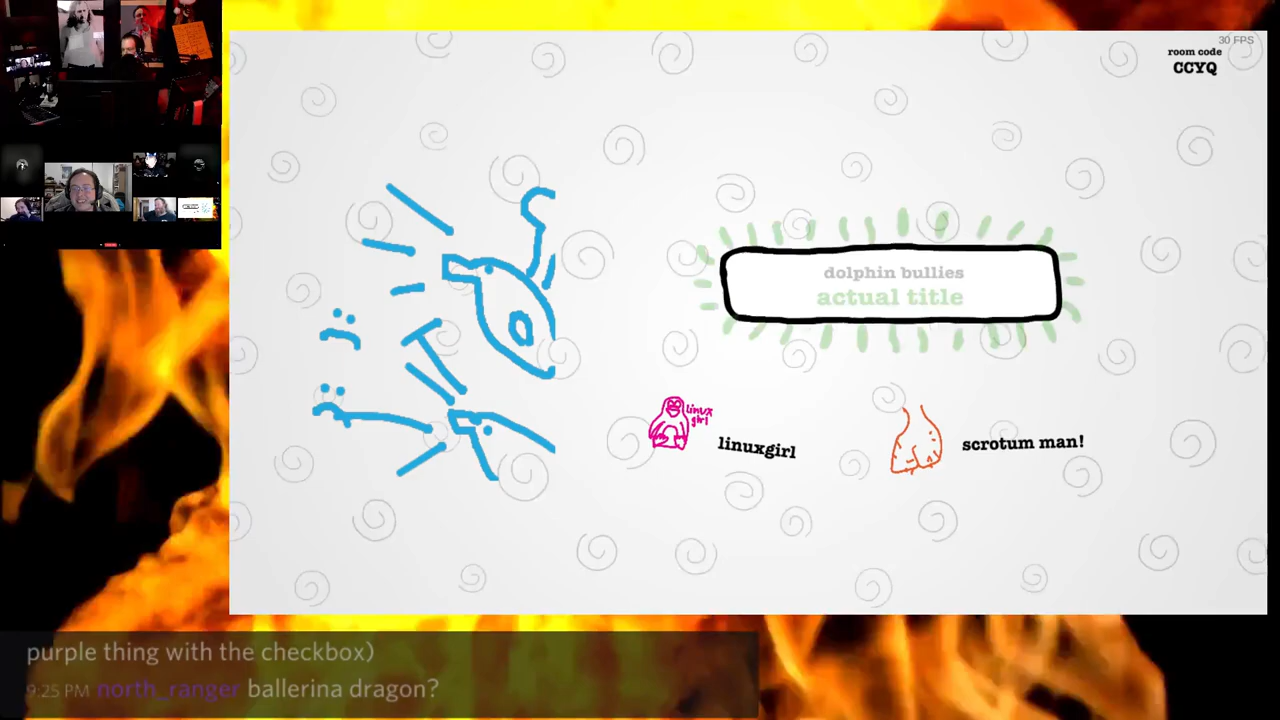 30 FPS
room code
CCYQ
dolphin bullies
actual title
linux
girl
linuxgirl
scrotum man!
purple thing with the checkbox)
9:25 PM north_ranger ballerina dragon?